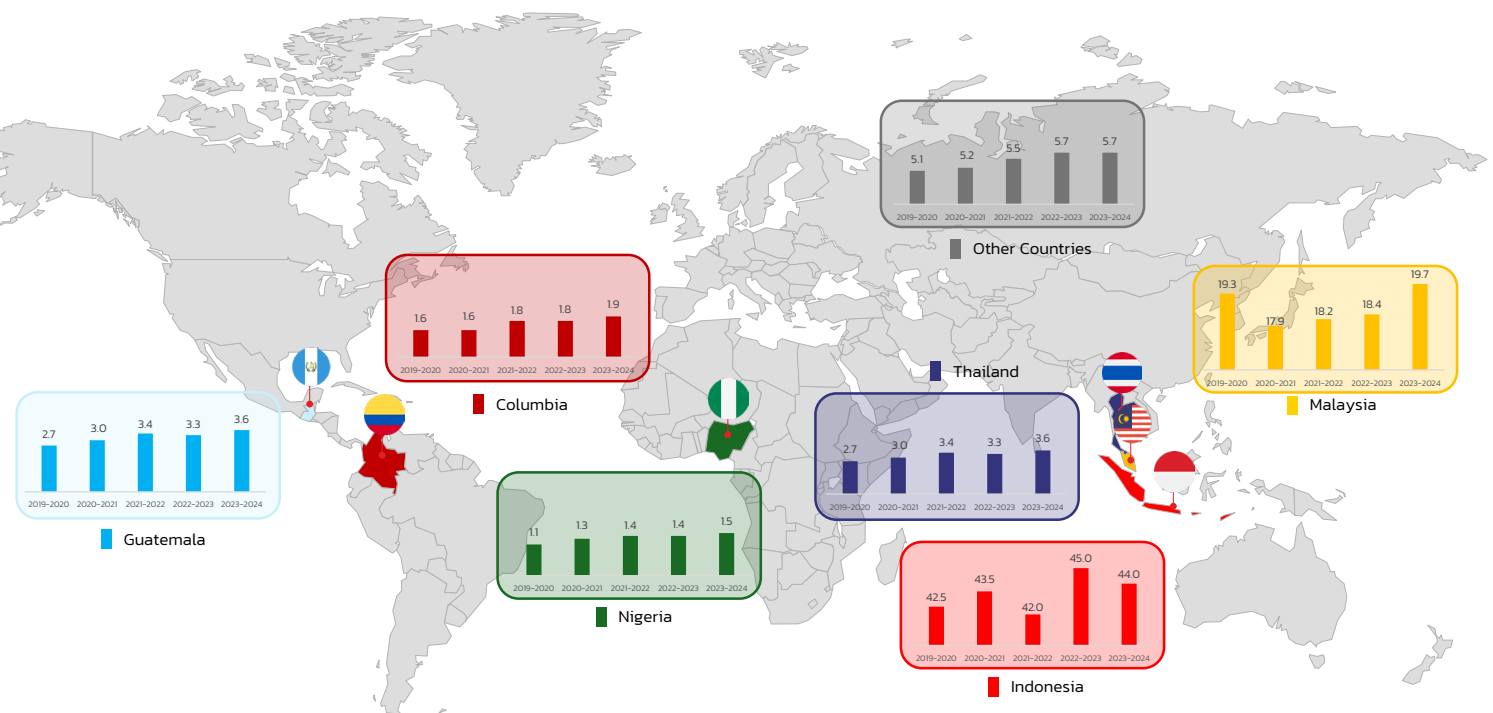 5.1 5.2 5.5 5.7 5.7
2019-2020 2020-2021 2021-2022 2022-2023 2023-2024
Other Countries
1.6 1.6 1.8 1.8 1.9
2019-2020 2020-2021 2021-2022 2022-2023 2023-2024
Columbia
19.3 17.9 18.2 18.4 19.7
2019-2020 2020-2021 2021-2022 2022-2023 2023-2024
Malaysia
Thailand
2.7 3.0 3.4 3.3 3.6
2019-2020 2020-2021 2021-2022 2022-2023 2023-2024
2.7 3.0 3.4 3.3 3.6
2019-2020 2020-2021 2021-2022 2022-2023 2023-2024
Guatemala
1.1 1.3 1.4 1.4 1.5
2019-2020 2020-2021 2021-2022 2022-2023 2023-2024
Nigeria
42.5 43.5 42.0 45.0 44.0
2019-2020 2020-2021 2021-2022 2022-2023 2023-2024
Indonesia